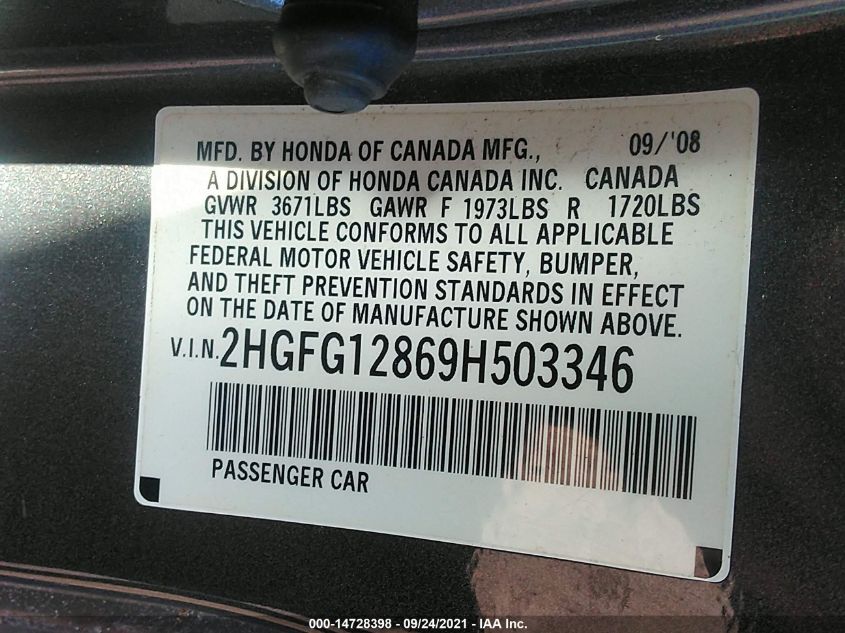 MFD. BY HONDA OF CANADA MFG., 09/'08
A DIVISION OF HONDA CANADA INC. CANADA
GVWR 3671LBS GAWR F 1973LBS R 1720LBS
THIS VEHICLE CONFORMS TO ALL APPLICABLE
FEDERAL MOTOR VEHICLE SAFETY, BUMPER,
AND THEFT PREVENTION STANDARDS IN EFFECT
ON THE DATE OF MANUFACTURE SHOWN ABOVE.
V.I.N. 2HGFG12869H503346
PASSENGER CAR
000-14728398 - 09/24/2021 - IAA Inc.